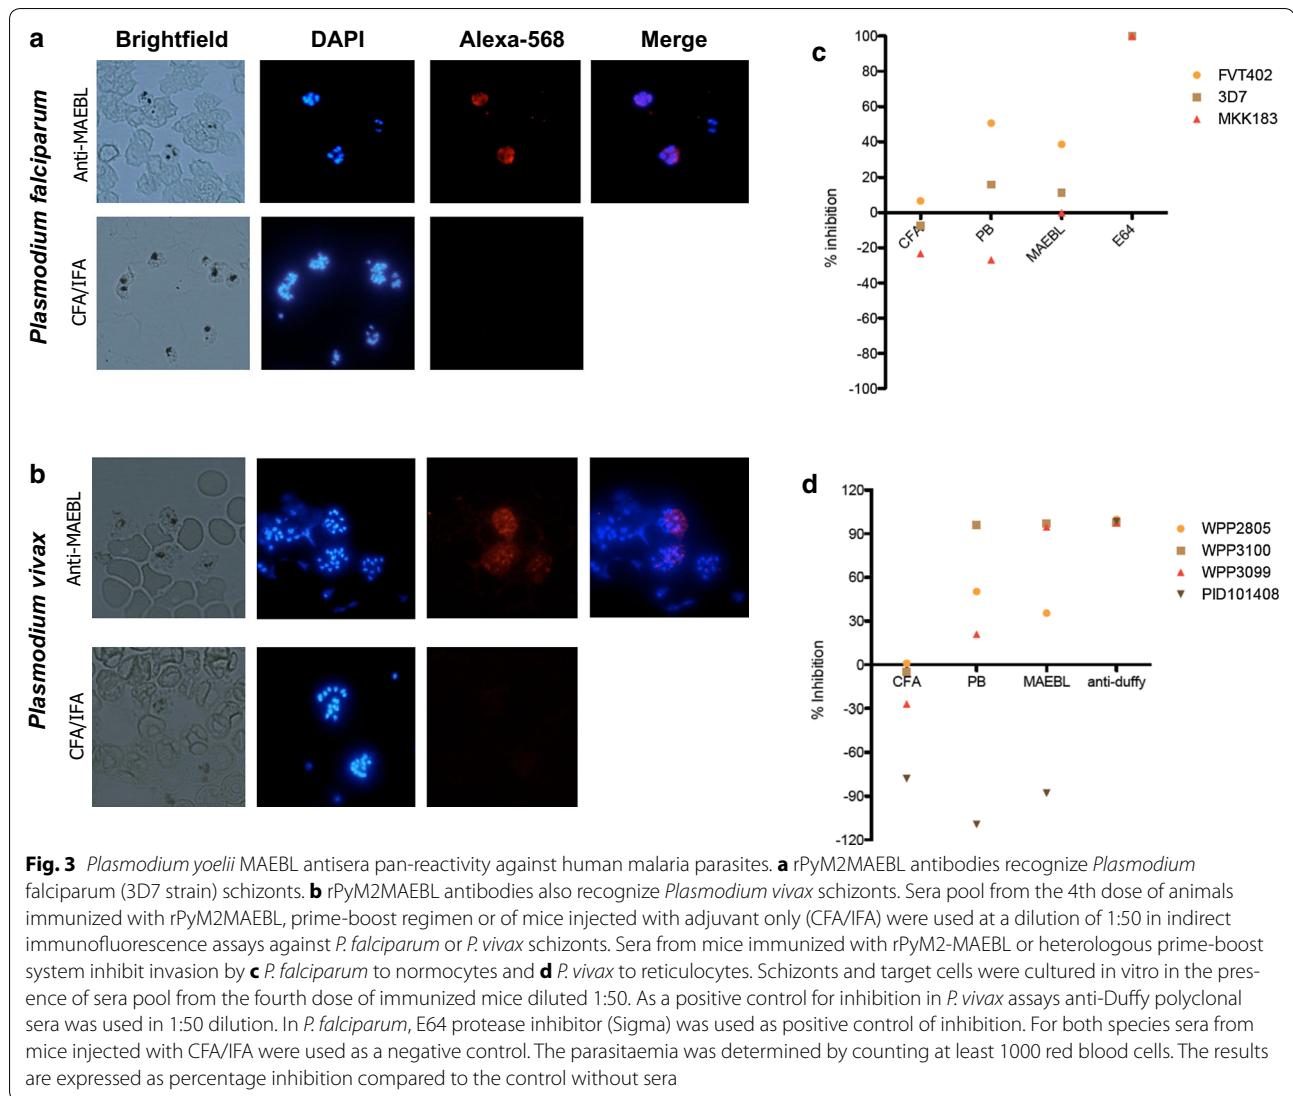 a
Brightfield DAPI Alexa-568 Merge
Plasmodium falciparum
Anti-MAEBL
CFA/IFA
b
Plasmodium vivax
Anti-MAEBL
CFA/IFA
c
% inhibition
100
80
60
40
20
0
-20
-40
-60
-80
-100
CFA PB MAEBL E64
FVT402
3D7
MKK183
d
% Inhibition
120
90
60
30
0
-30
-60
-90
-120
CFA PB MAEBL anti-duffy
WPP2805
WPP3100
WPP3099
PID101408
Fig. 3 Plasmodium yoelii MAEBL antisera pan-reactivity against human malaria parasites. a rPyM2MAEBL antibodies recognize Plasmodium
falciparum (3D7 strain) schizonts. b rPyM2MAEBL antibodies also recognize Plasmodium vivax schizonts. Sera pool from the 4th dose of animals
immunized with rPyM2MAEBL, prime-boost regimen or of mice injected with adjuvant only (CFA/IFA) were used at a dilution of 1:50 in indirect
immunofluorescence assays against P. falciparum or P. vivax schizonts. Sera from mice immunized with rPyM2-MAEBL or heterologous prime-boost
system inhibit invasion by c P. falciparum to normocytes and d P. vivax to reticulocytes. Schizonts and target cells were cultured in vitro in the pres-
ence of sera pool from the fourth dose of immunized mice diluted 1:50. As a positive control for inhibition in P. vivax assays anti-Duffy polyclonal
sera was used in 1:50 dilution. In P. falciparum, E64 protease inhibitor (Sigma) was used as positive control of inhibition. For both species sera from
mice injected with CFA/IFA were used as a negative control. The parasitaemia was determined by counting at least 1000 red blood cells. The results
are expressed as percentage inhibition compared to the control without sera